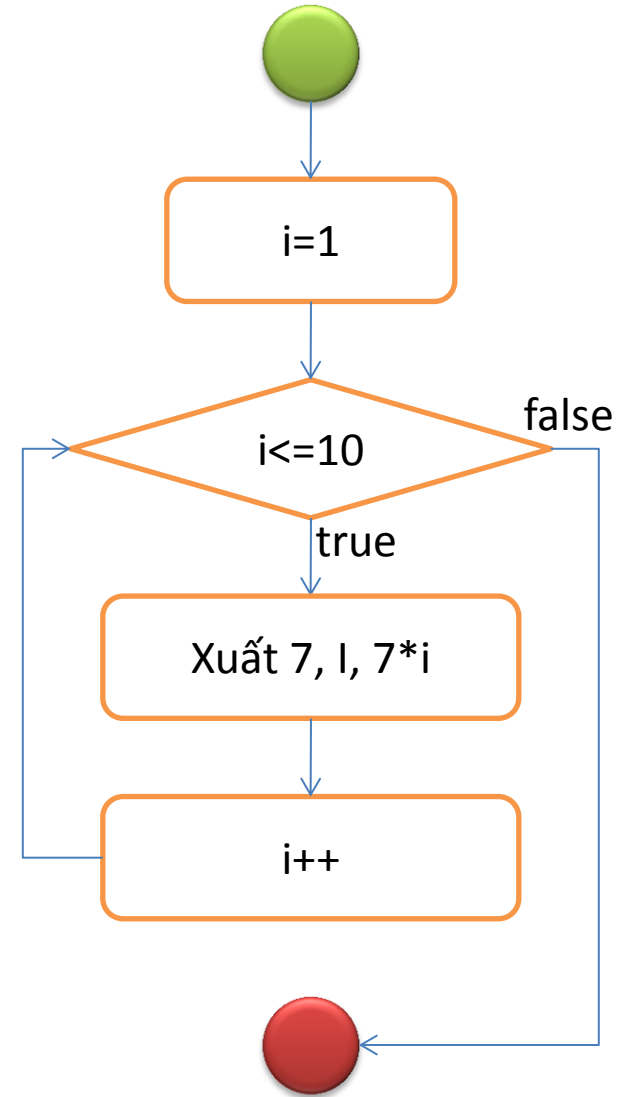 i=1
i<=10
false
true
Xuất 7, I, 7*i
i++